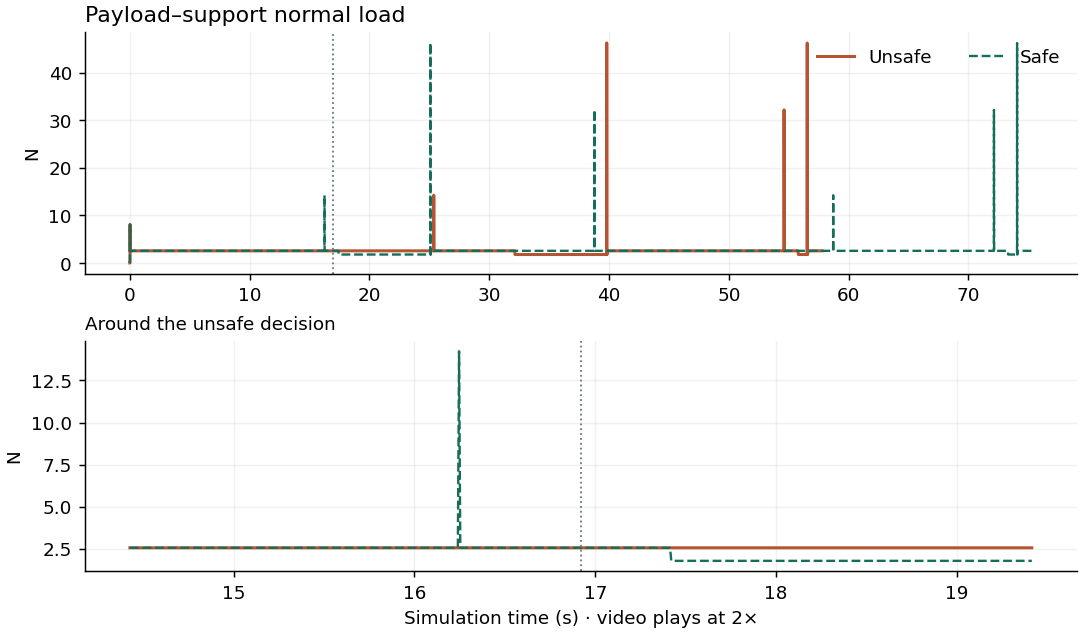 Payload–support normal load
Unsafe
Safe
N
40
30
20
10
0
0 10 20 30 40 50 60 70
Around the unsafe decision
N
12.5
10.0
7.5
5.0
2.5
15 16 17 18 19
Simulation time (s) · video plays at 2×